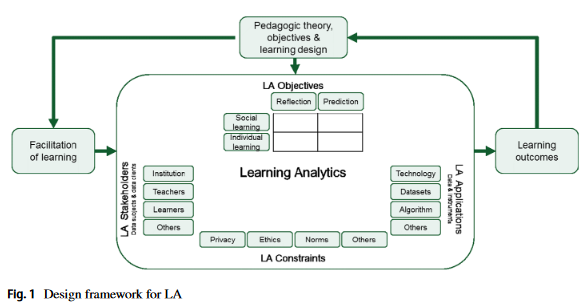 Pedagogic theory,
objectives &
learning design
LA Objectives
Reflection
Prediction
Social
learning
Individual
learning
Facilitation
of learning
Learning Analytics
Learning
outcomes
LA Stakeholders
Data subjects & data clients
Institution
Teachers
Learners
Others
Technology
Datasets
Algorithm
Others
LA Applications
Data & Instruments
Privacy
Ethics
Norms
Others
LA Constraints
Fig. 1 Design framework for LA